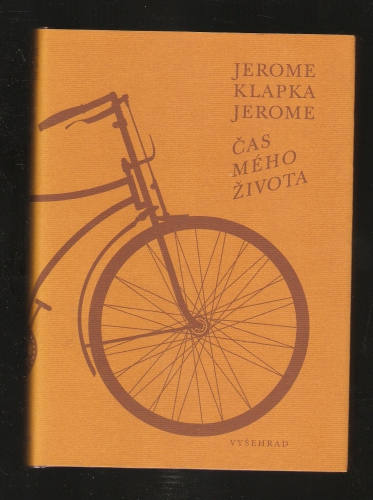 JEROME
KLAPKA
JEROME
ČAS
MÉHO
ŽIVOTA
VYŠEHRAD